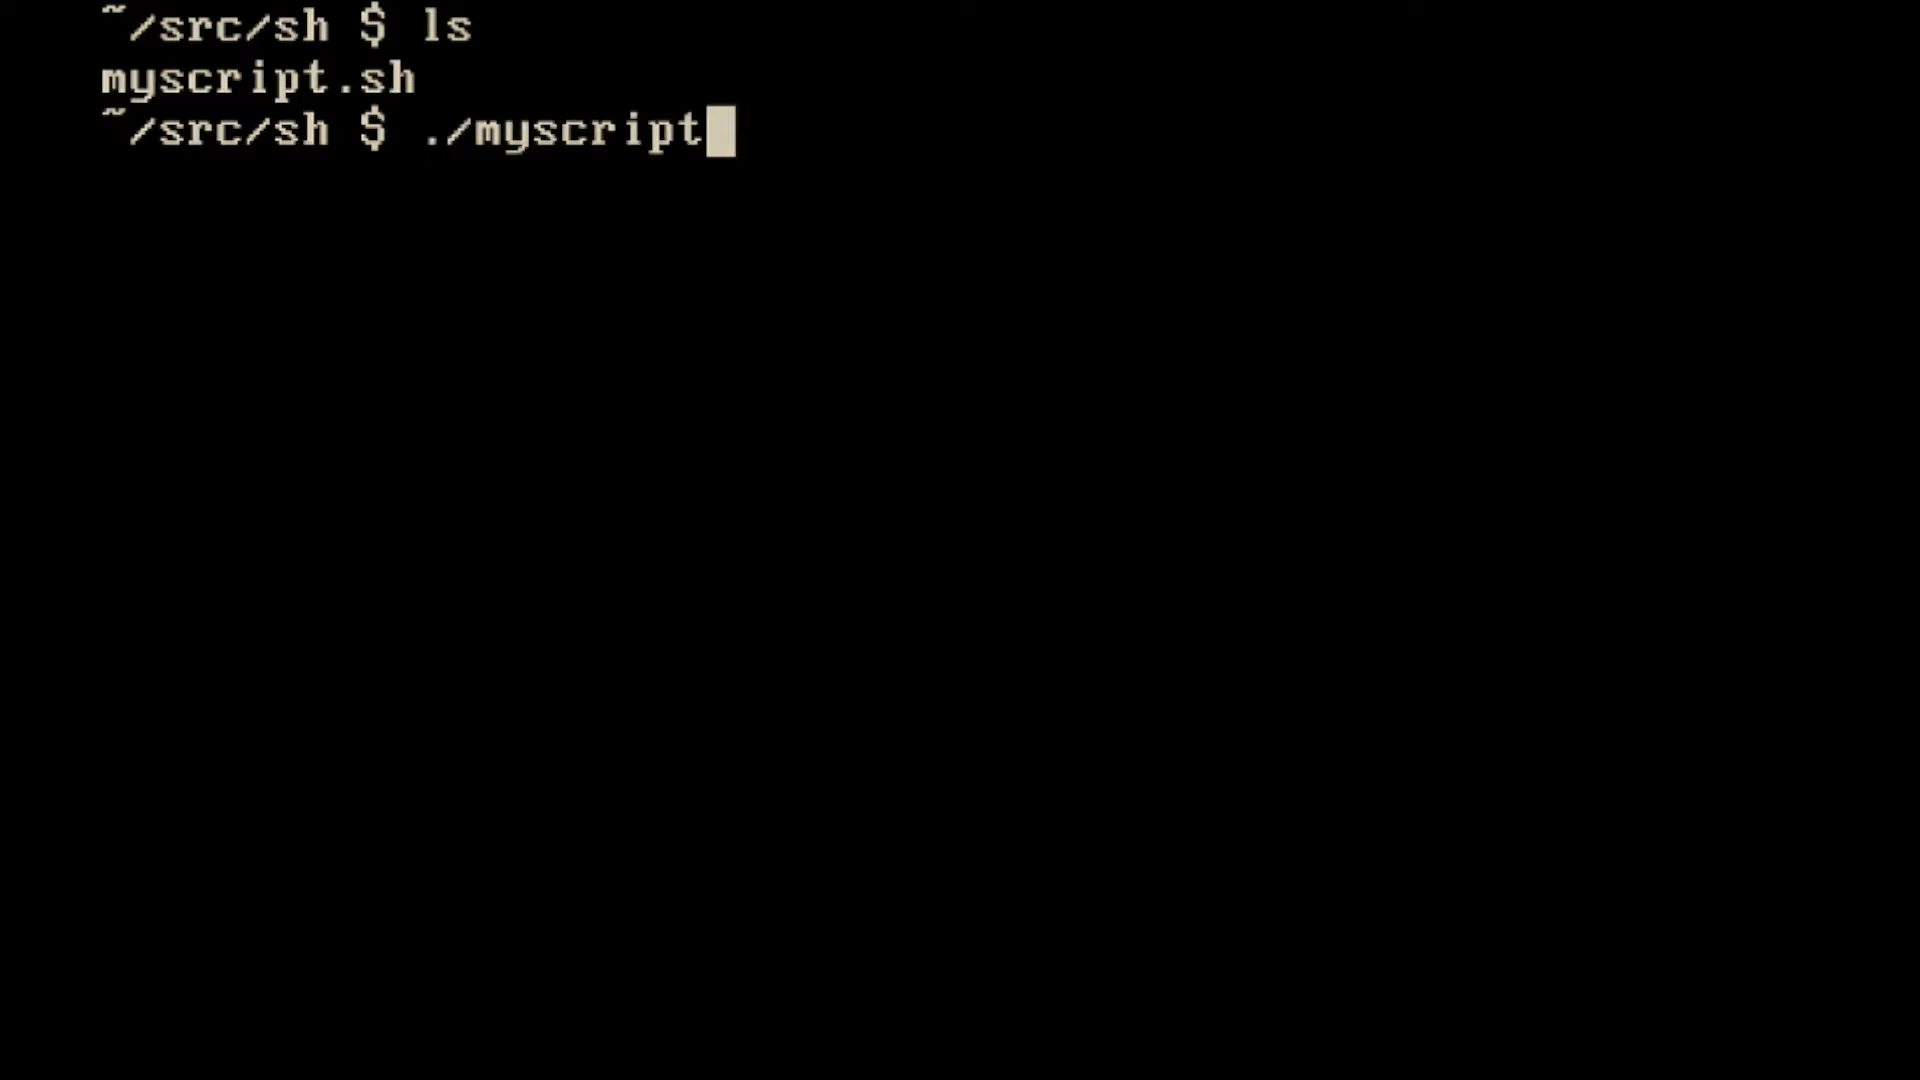 ~/src/sh $ ls
myscript.sh
~/src/sh $ ./myscript